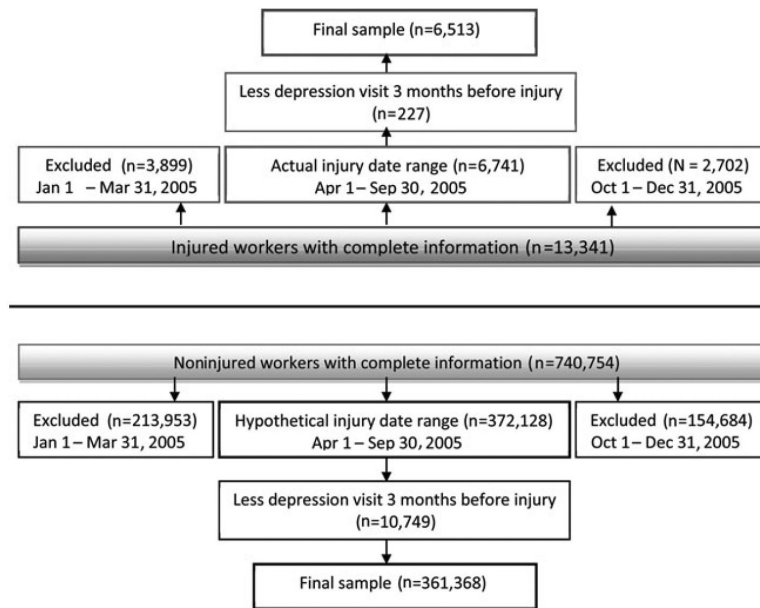 Final sample (n=6,513)
Less depression visit 3 months before injury
(n=227)
Excluded (n=3,899)
Jan 1 – Mar 31, 2005
Actual injury date range (n=6,741)
Apr 1 – Sep 30, 2005
Excluded (N = 2,702)
Oct 1 – Dec 31, 2005
Injured workers with complete information (n=13,341)
Noninjured workers with complete information (n=740,754)
Excluded (n=213,953)
Jan 1 – Mar 31, 2005
Hypothetical injury date range (n=372,128)
Apr 1 – Sep 30, 2005
Excluded (n=154,684)
Oct 1 – Dec 31, 2005
Less depression visit 3 months before injury
(n=10,749)
Final sample (n=361,368)